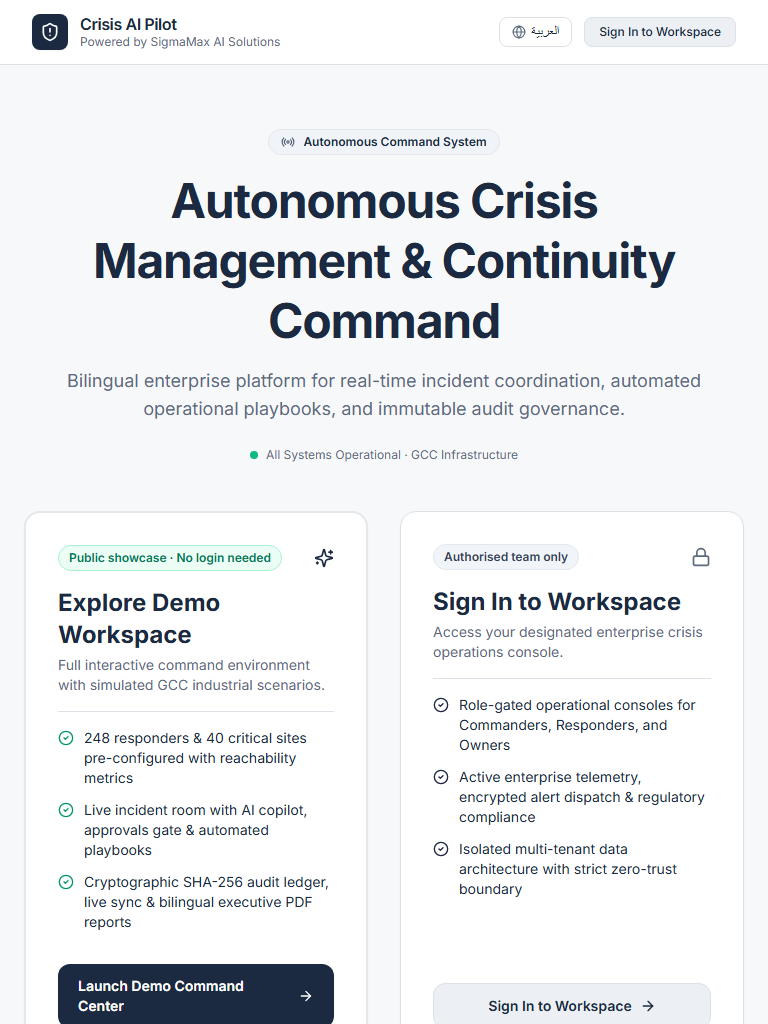 Crisis AI Pilot
Powered by SigmaMax AI Solutions
العربية
Sign In to Workspace
Autonomous Command System
Autonomous Crisis
Management & Continuity
Command
Bilingual enterprise platform for real-time incident coordination, automated
operational playbooks, and immutable audit governance.
All Systems Operational · GCC Infrastructure
Public showcase · No login needed
Explore Demo
Workspace
Full interactive command environment
with simulated GCC industrial scenarios.
248 responders & 40 critical sites
pre-configured with reachability
metrics
Live incident room with AI copilot,
approvals gate & automated
playbooks
Cryptographic SHA-256 audit ledger,
live sync & bilingual executive PDF
reports
Launch Demo Command
Center
Authorised team only
Sign In to Workspace
Access your designated enterprise crisis
operations console.
Role-gated operational consoles for
Commanders, Responders, and
Owners
Active enterprise telemetry,
encrypted alert dispatch & regulatory
compliance
Isolated multi-tenant data
architecture with strict zero-trust
boundary
Sign In to Workspace